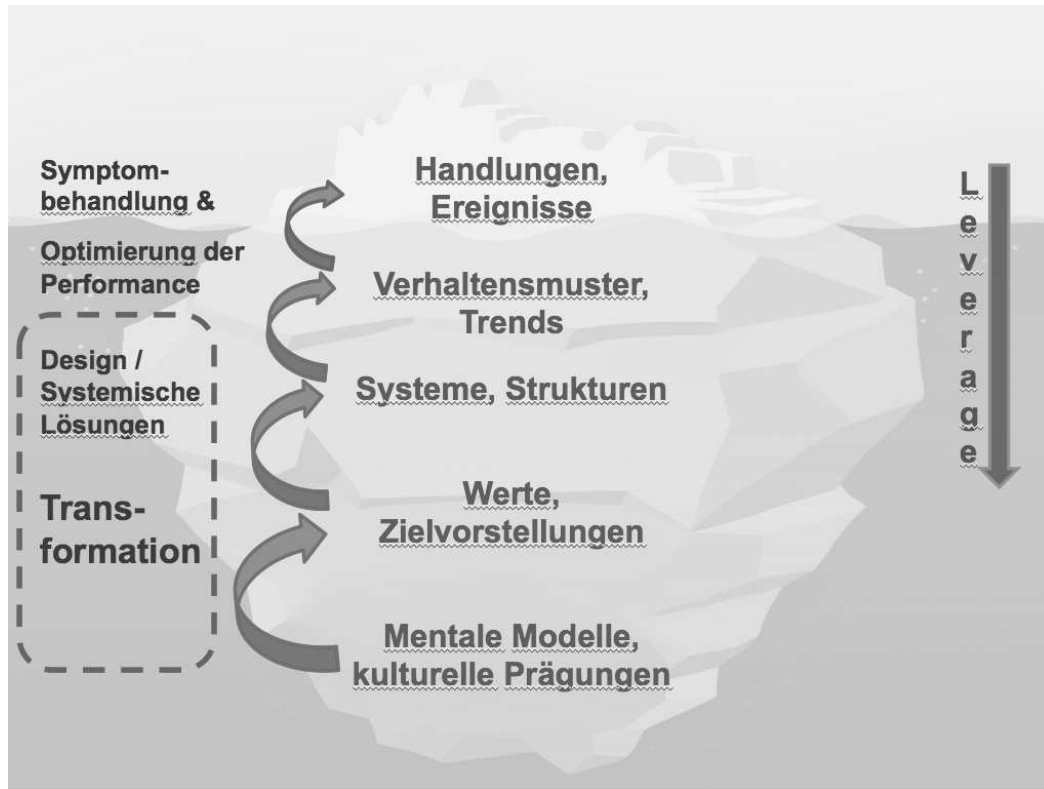 Symptom-
behandlung &
Optimierung der
Performance
Design /
Systemische
Lösungen
Trans-
formation
Handlungen,
Ereignisse
Verhaltensmuster,
Trends
Systeme, Strukturen
Werte,
Zielvorstellungen
Mentale Modelle,
kulturelle Prägungen
L
e
v
e
r
a
g
e